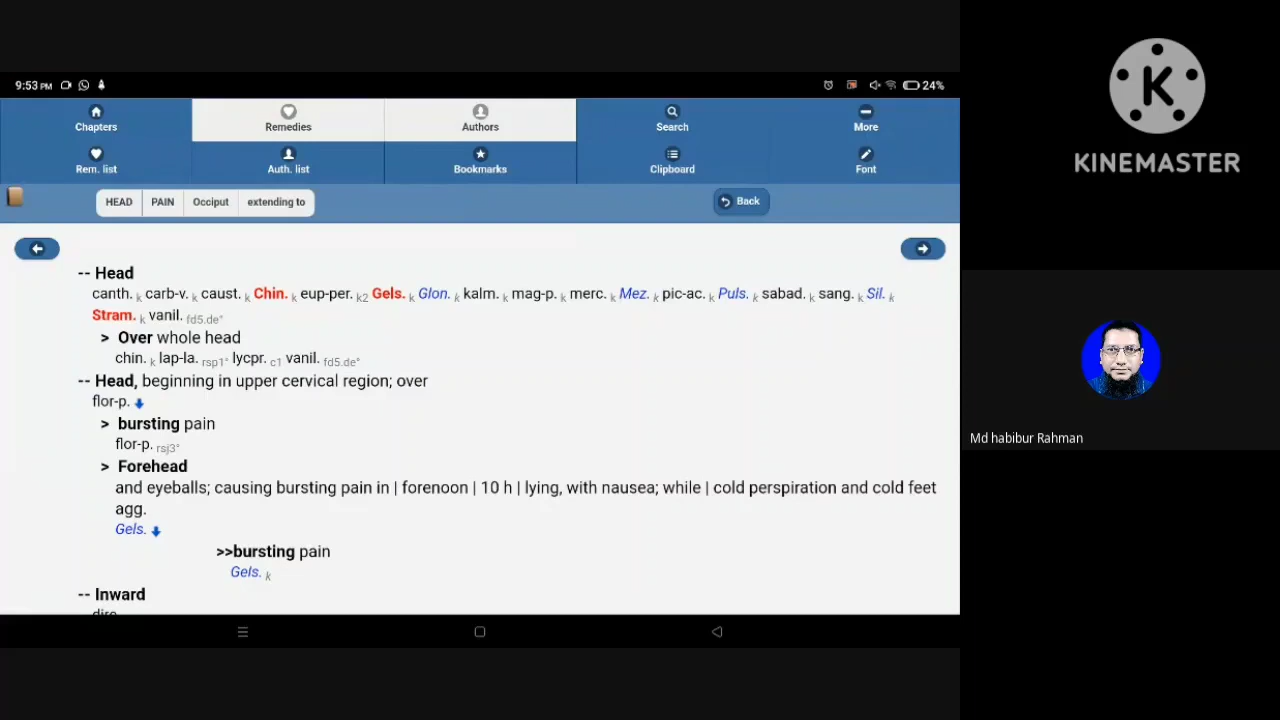 9:53 PM 24%
Chapters Remedies Authors Search More
Rem. list Auth. list Bookmarks Clipboard Font
HEAD PAIN Occiput extending to Back
-- Head
canth. k carb-v. k caust. k Chin. k eup-per. k2 Gels. k Glon. k kalm. k mag-p. k merc. k Mez. k pic-ac. k Puls. k sabad. k sang. k Sil. k
Stram. k vanil. fd5.de°
> Over whole head
chin. k lap-la. rsp1° lycpr. c1 vanil. fd5.de°
-- Head, beginning in upper cervical region; over
flor-p.
> bursting pain
flor-p. rsj3°
> Forehead
and eyeballs; causing bursting pain in | forenoon | 10 h | lying, with nausea; while | cold perspiration and cold feet
agg.
Gels.
>>bursting pain
Gels. k
-- Inward
K
KINEMASTER
Md habibur Rahman